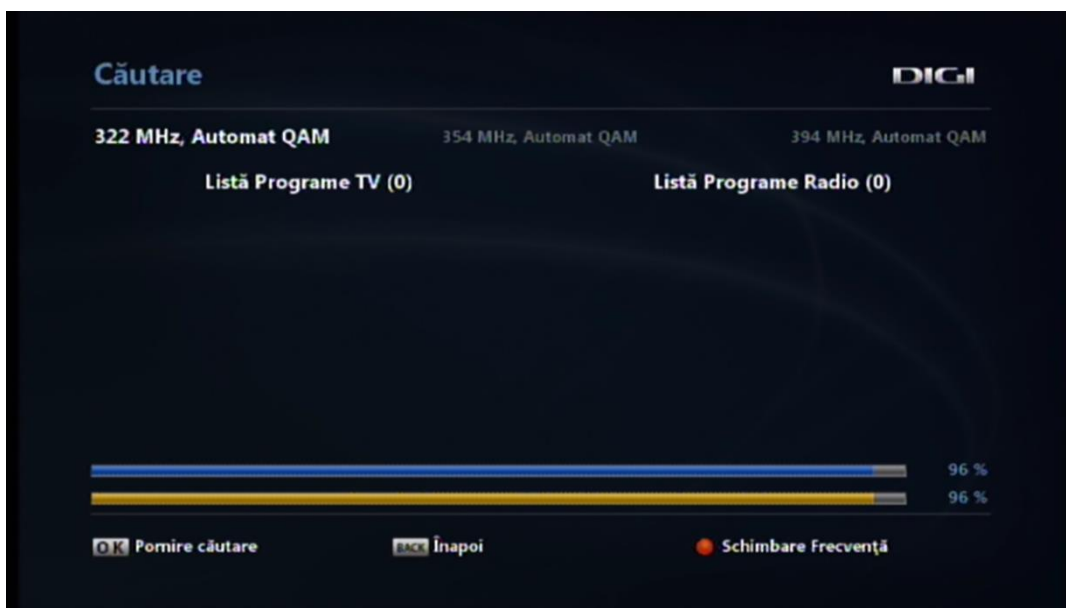 Căutare
DIGI
322 MHz, Automat QAM
354 MHz, Automat QAM
394 MHz, Automat QAM
Listă Programe TV (0)
Listă Programe Radio (0)
96 %
96 %
OK Pornire căutare
BACK Înapoi
Schimbare Frecvenţă